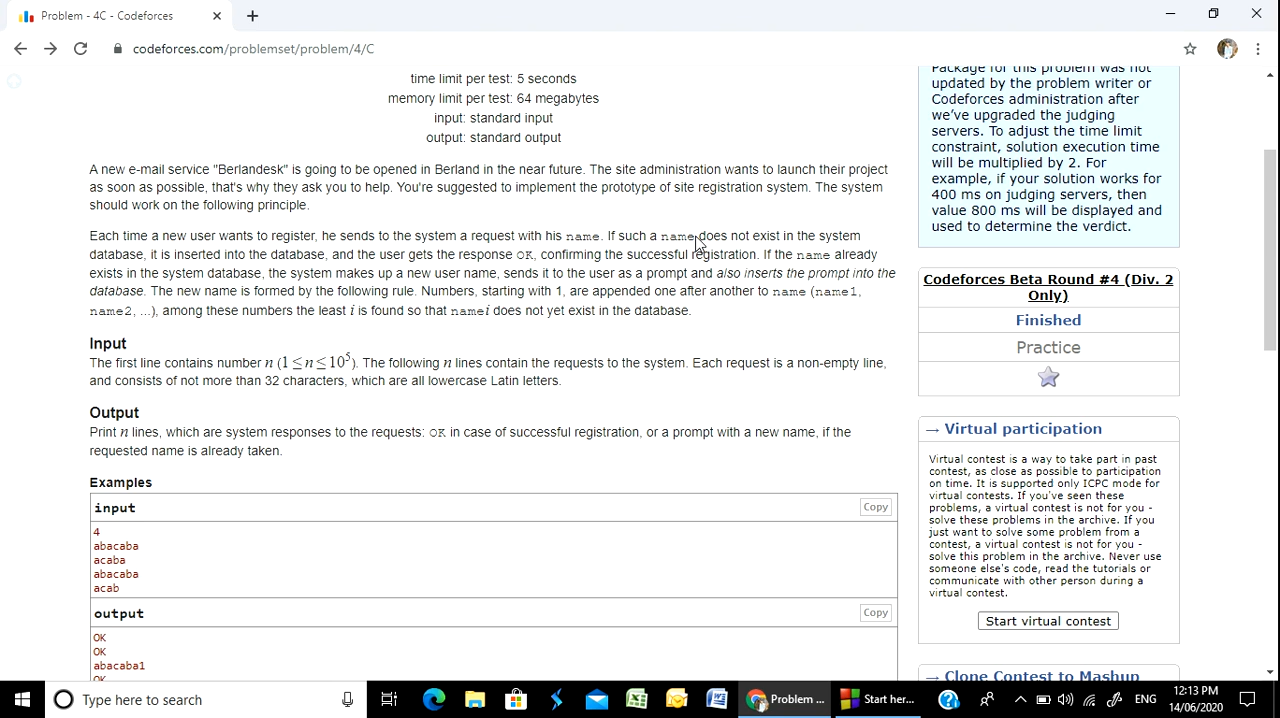 Problem - 4C - Codeforces
codeforces.com/problemset/problem/4/C
time limit per test: 5 seconds
memory limit per test: 64 megabytes
input: standard input
output: standard output
A new e-mail service "Berlandesk" is going to be opened in Berland in the near future. The site administration wants to launch their project
as soon as possible, that's why they ask you to help. You're suggested to implement the prototype of site registration system. The system
should work on the following principle.
Each time a new user wants to register, he sends to the system a request with his name. If such a name does not exist in the system
database, it is inserted into the database, and the user gets the response OK, confirming the successful registration. If the name already
exists in the system database, the system makes up a new user name, sends it to the user as a prompt and also inserts the prompt into the
database. The new name is formed by the following rule. Numbers, starting with 1, are appended one after another to name (name1,
name2, ...), among these numbers the least i is found so that namei does not yet exist in the database.
Input
The first line contains number n (1 ≤ n ≤ 10⁵). The following n lines contain the requests to the system. Each request is a non-empty line,
and consists of not more than 32 characters, which are all lowercase Latin letters.
Output
Print n lines, which are system responses to the requests: OK in case of successful registration, or a prompt with a new name, if the
requested name is already taken.
Examples
input
Copy
4
abacaba
acaba
abacaba
acab
output
Copy
OK
OK
abacaba1
OK
Package for this problem was not
updated by the problem writer or
Codeforces administration after
we've upgraded the judging
servers. To adjust the time limit
constraint, solution execution time
will be multiplied by 2. For
example, if your solution works for
400 ms on judging servers, then
value 800 ms will be displayed and
used to determine the verdict.
Codeforces Beta Round #4 (Div. 2
Only)
Finished
Practice
→ Virtual participation
Virtual contest is a way to take part in past
contest, as close as possible to participation
on time. It is supported only ICPC mode for
virtual contests. If you've seen these
problems, a virtual contest is not for you -
solve these problems in the archive. If you
just want to solve some problem from a
contest, a virtual contest is not for you -
solve this problem in the archive. Never use
someone else's code, read the tutorials or
communicate with other person during a
virtual contest.
Start virtual contest
→ Clone Contest to Mashup
Type here to search
Problem ...
Start her...
ENG
12:13 PM
14/06/2020